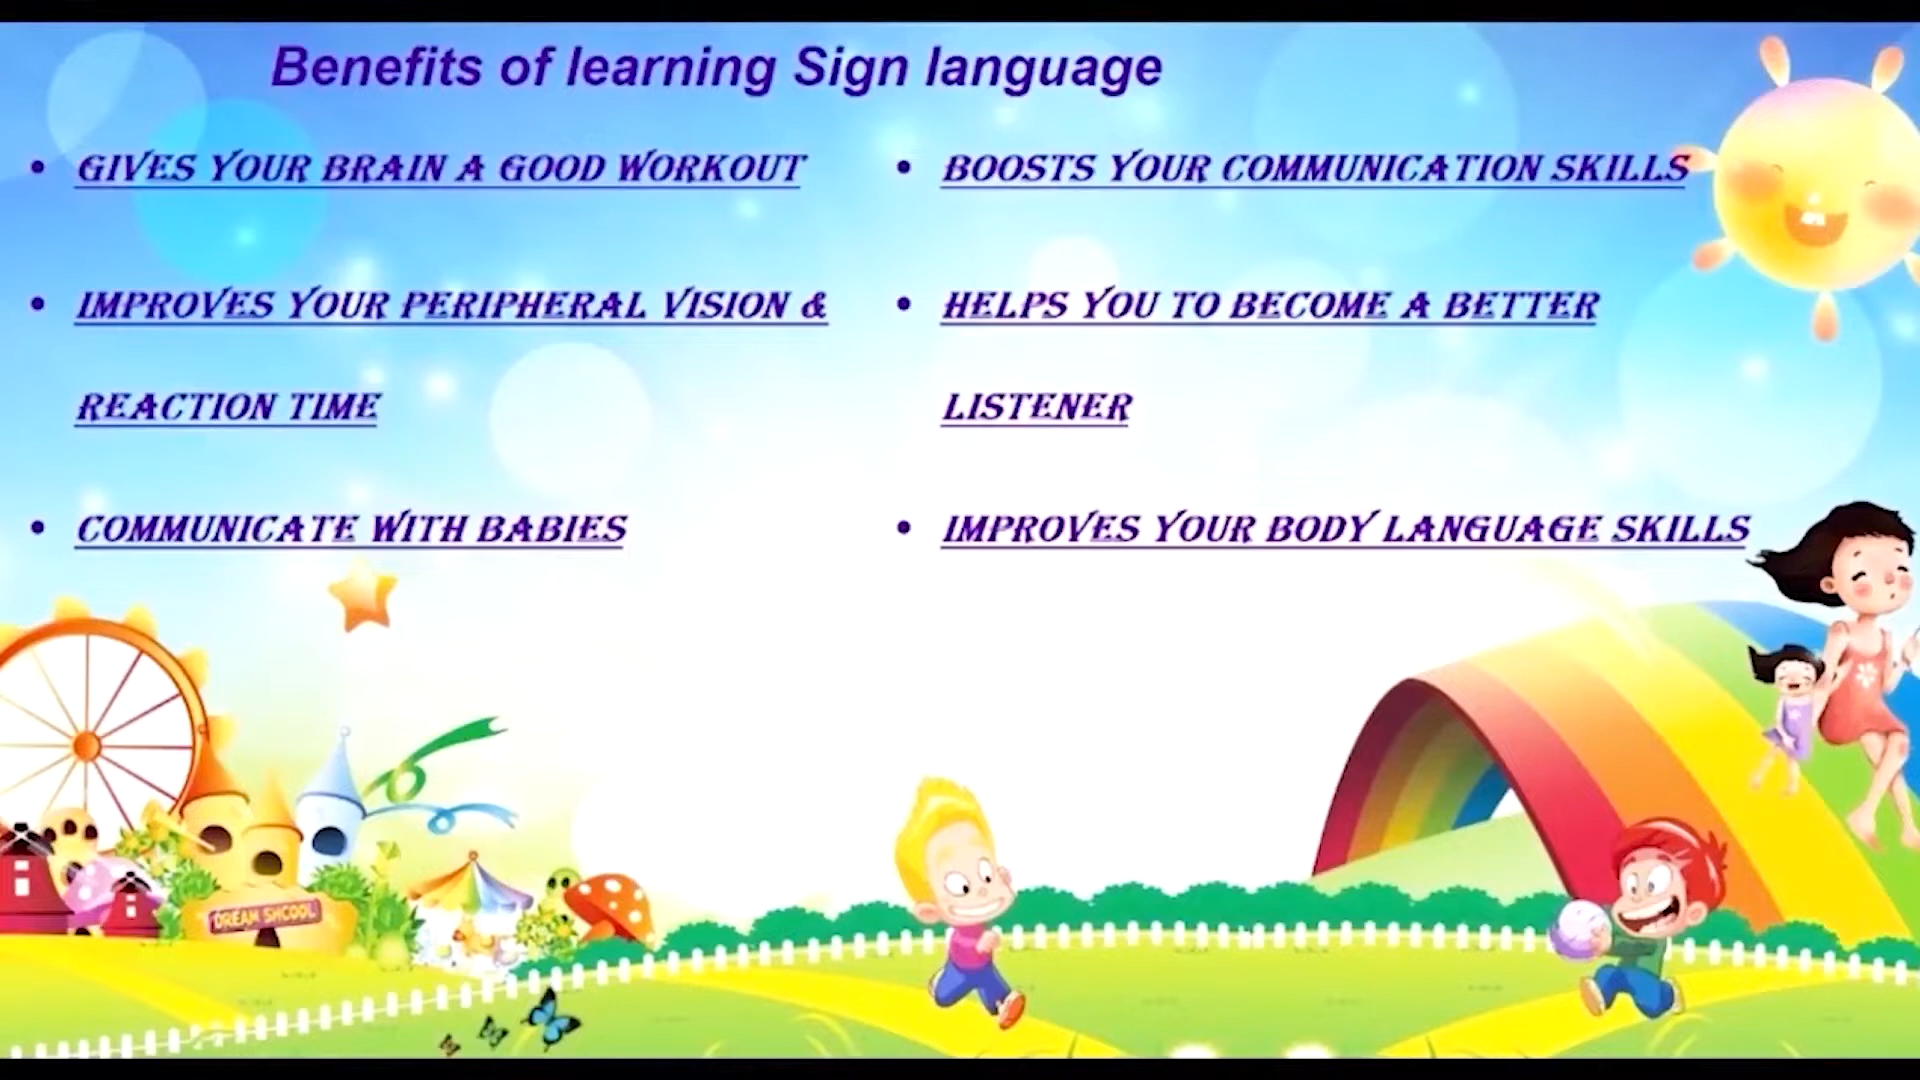 Benefits of learning Sign language
• GIVES YOUR BRAIN A GOOD WORKOUT
• IMPROVES YOUR PERIPHERAL VISION &
REACTION TIME
• COMMUNICATE WITH BABIES
• BOOSTS YOUR COMMUNICATION SKILLS
• HELPS YOU TO BECOME A BETTER
LISTENER
• IMPROVES YOUR BODY LANGUAGE SKILLS
DREAM SHCOOL